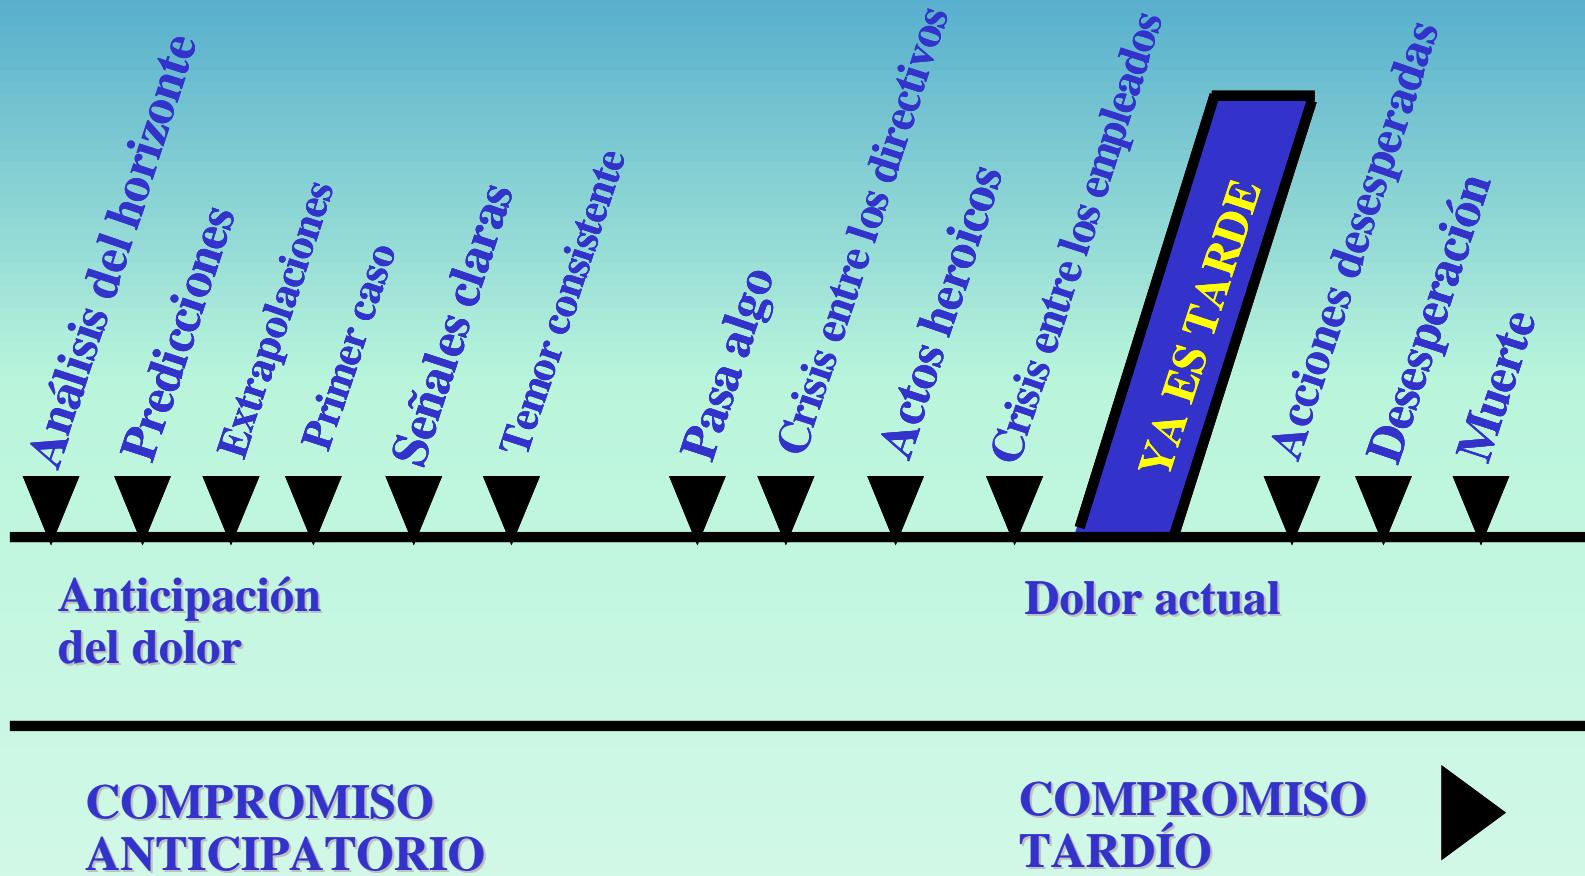 Análisis del horizonte
Predicciones
Extrapolaciones
Primer caso
Señales claras
Temor consistente
Pasa algo
Crisis entre los directivos
Actos heroicos
Crisis entre los empleados
YA ES TARDE
Acciones desesperadas
Desesperación
Muerte
Anticipación
del dolor
Dolor actual
COMPROMISO
ANTICIPATORIO
COMPROMISO
TARDÍO